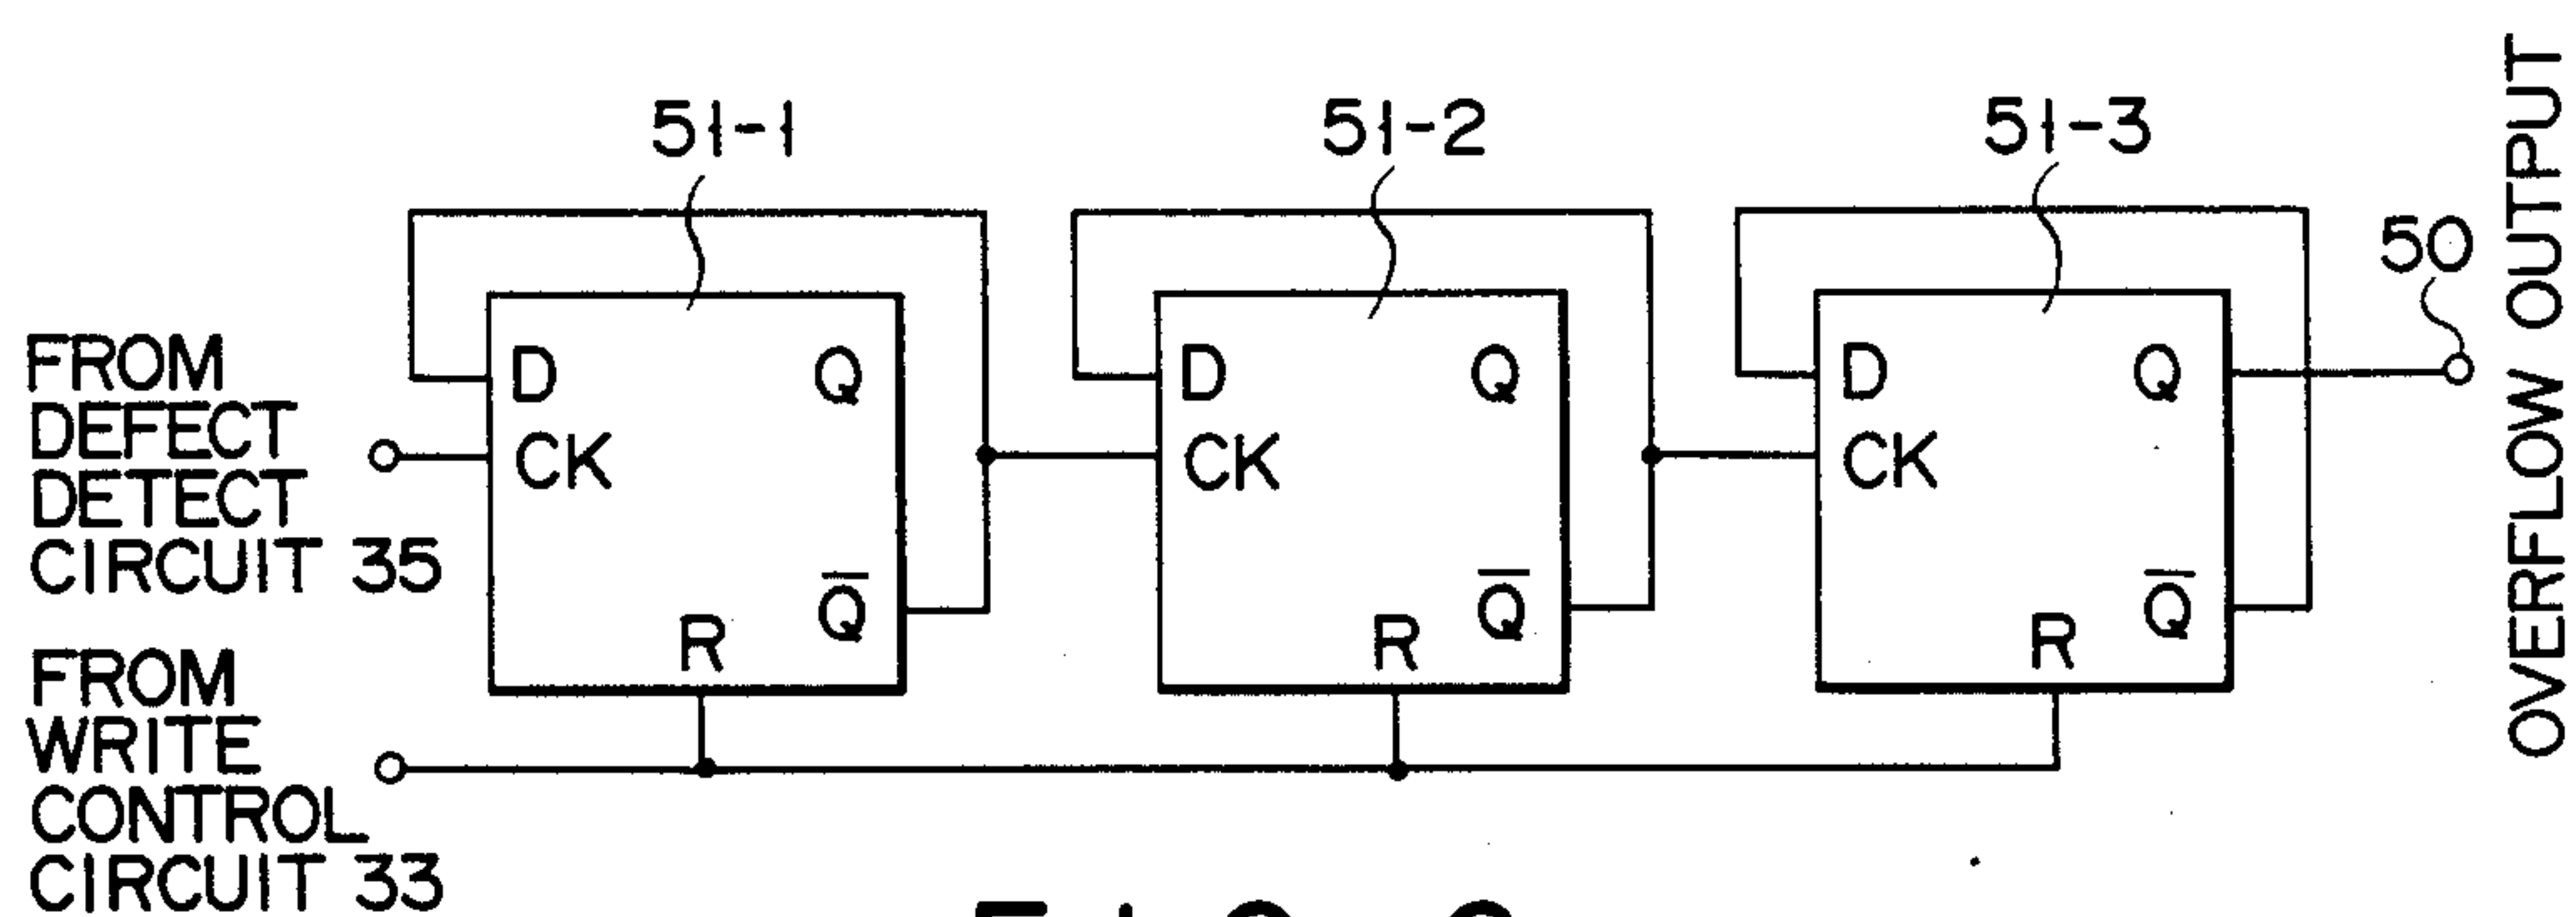 51-1
51-2
51-3
50
OVERFLOW OUTPUT
FROM
DEFECT
DETECT
CIRCUIT 35
D
Q
CK
R
Q̅
D
Q
CK
R
Q̅
D
Q
CK
R
Q̅
FROM
WRITE
CONTROL
CIRCUIT 33